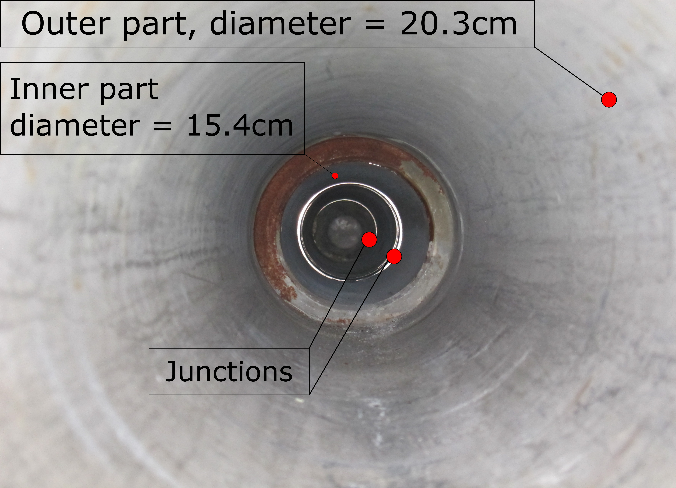 Outer part, diameter = 20.3cm
Inner part
diameter = 15.4cm
Junctions